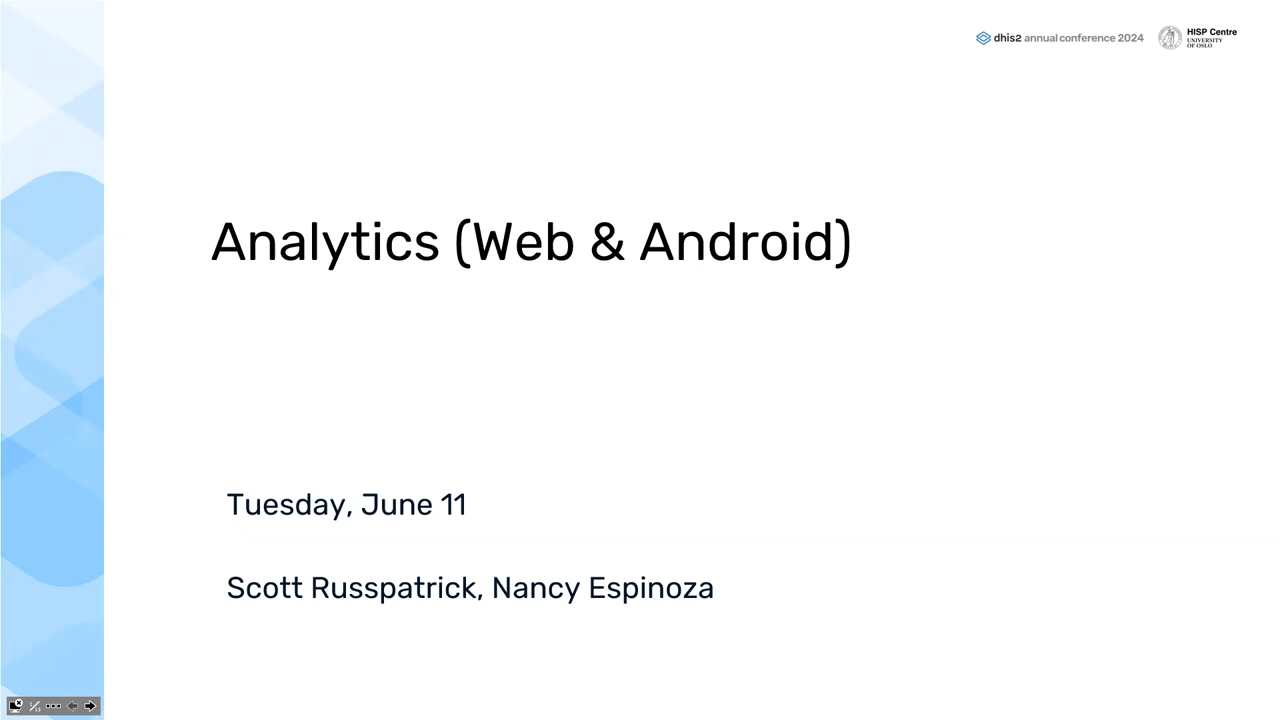 dhis2 annual conference 2024
HISP Centre
UNIVERSITY
OF OSLO
Analytics (Web & Android)
Tuesday, June 11
Scott Russpatrick, Nancy Espinoza